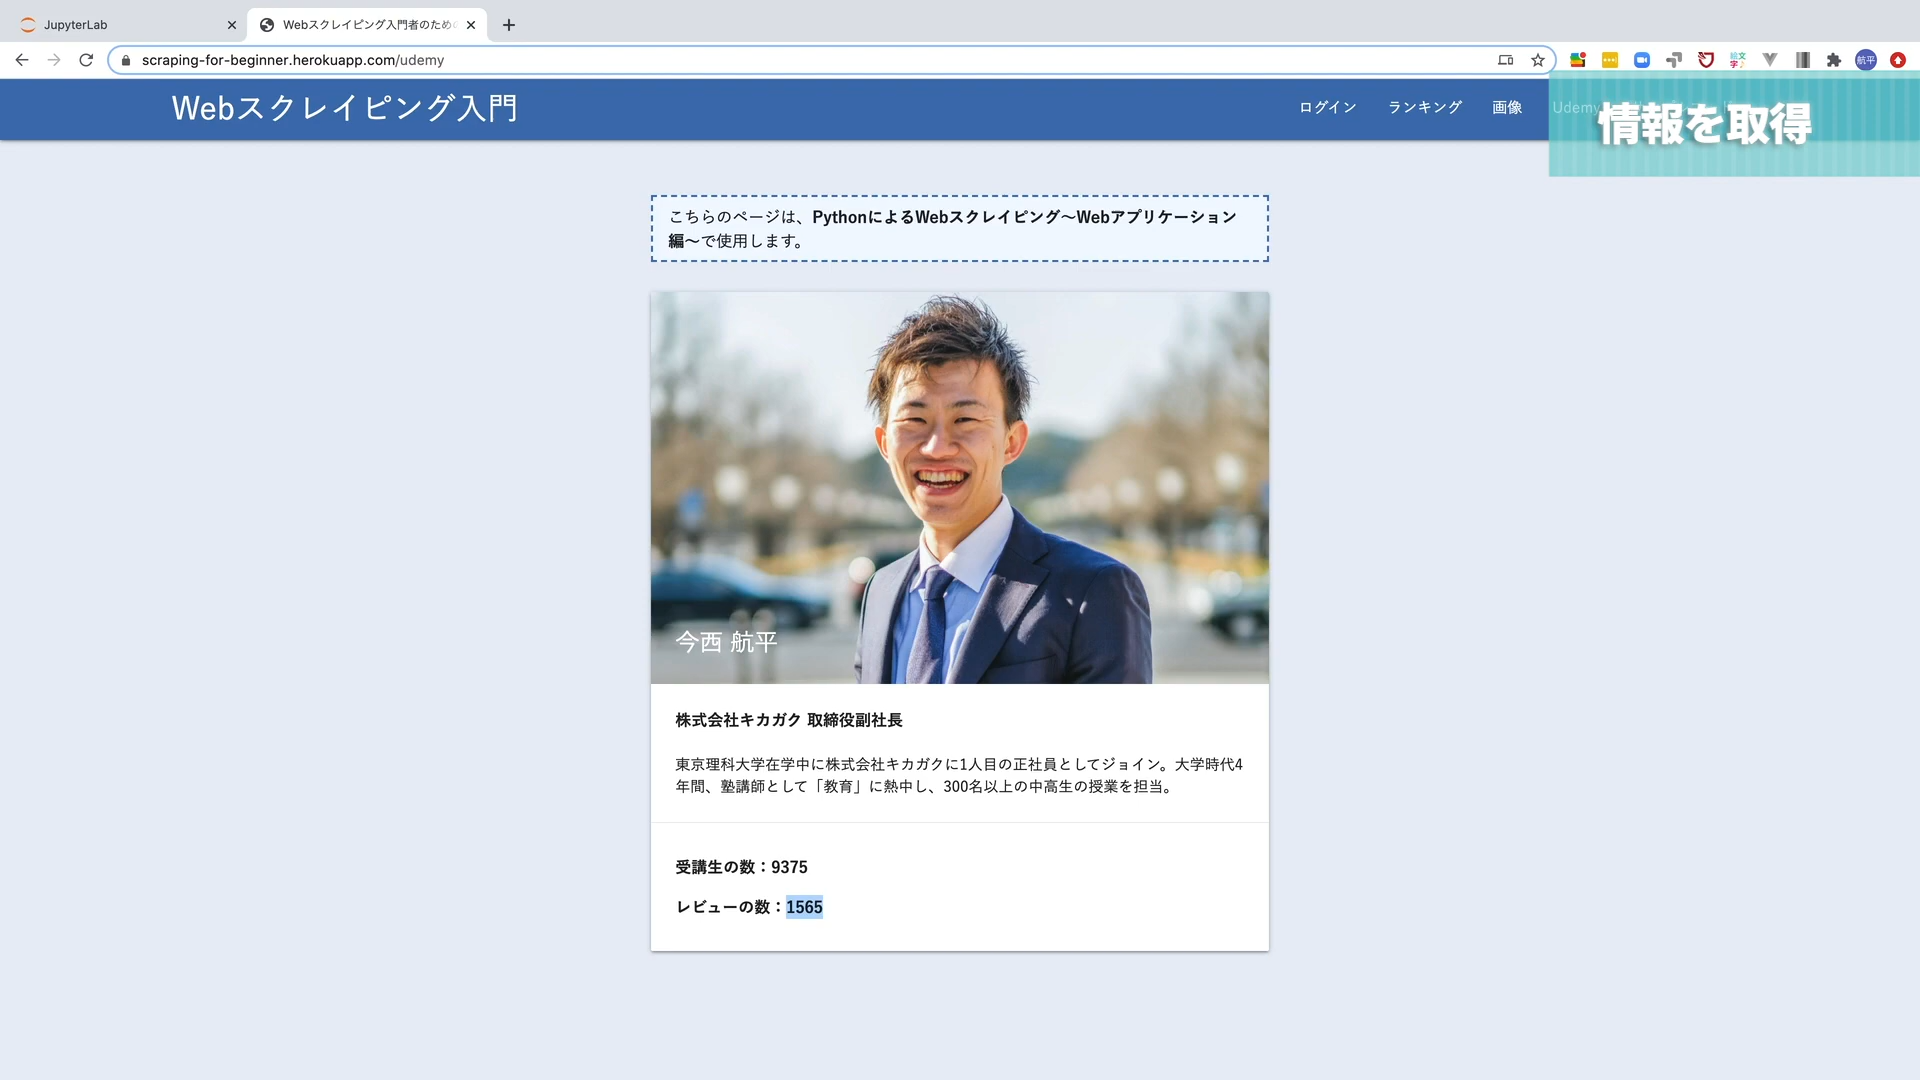 JupyterLab
Webスクレイピング入門者のための
scraping-for-beginner.herokuapp.com/udemy
絵文字♪
航平
Webスクレイピング入門
ログイン
ランキング
画像
Udemy
情報を取得
こちらのページは、PythonによるWebスクレイピング〜Webアプリケーション
編〜で使用します。
今西 航平
株式会社キカガク 取締役副社長
東京理科大学在学中に株式会社キカガクに1人目の正社員としてジョイン。大学時代4
年間、塾講師として「教育」に熱中し、300名以上の中高生の授業を担当。
受講生の数：9375
レビューの数：1565